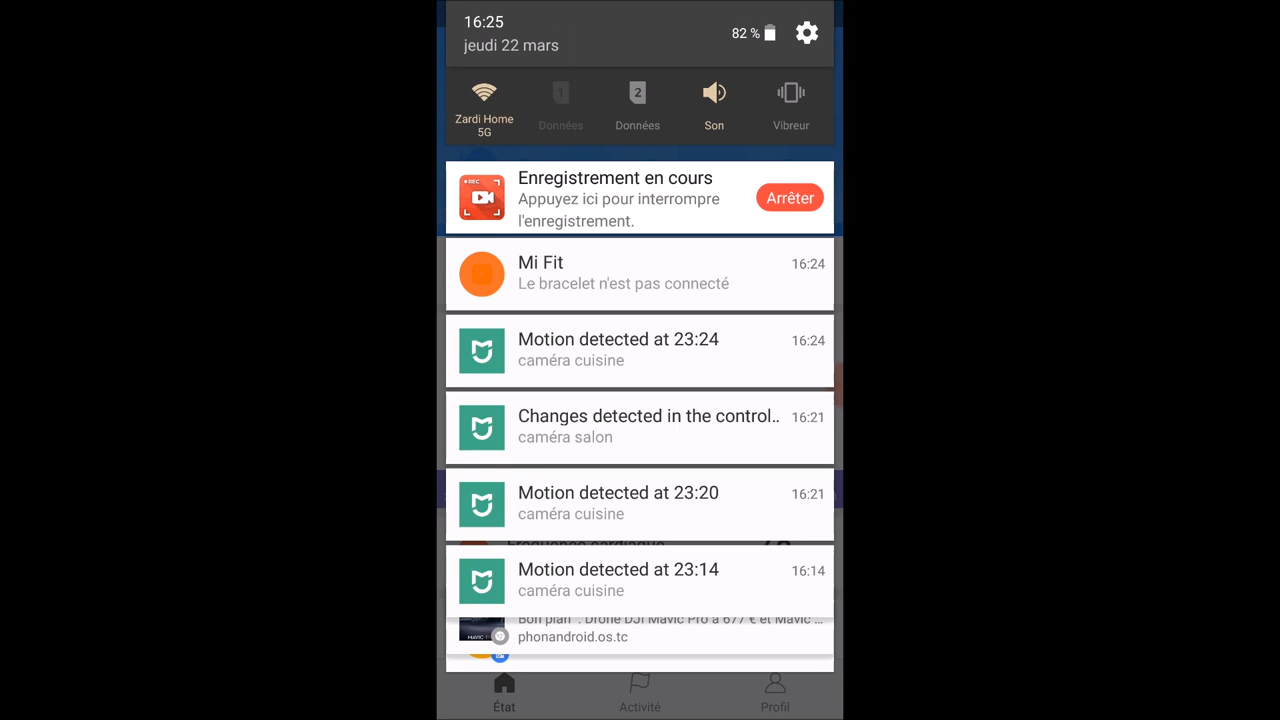 16:25
jeudi 22 mars
82 %
Zardi Home
5G
1
Données
2
Données
Son
Vibreur
REC
Enregistrement en cours
Appuyez ici pour interrompre
l'enregistrement.
Arrêter
Mi Fit
16:24
Le bracelet n'est pas connecté
Motion detected at 23:24
16:24
caméra cuisine
Changes detected in the control..
16:21
caméra salon
Motion detected at 23:20
16:21
caméra cuisine
Motion detected at 23:14
16:14
caméra cuisine
Bon plan : Drone DJI Mavic Pro à 677 € et Mavic ...
phonandroid.os.tc
État
Activité
Profil